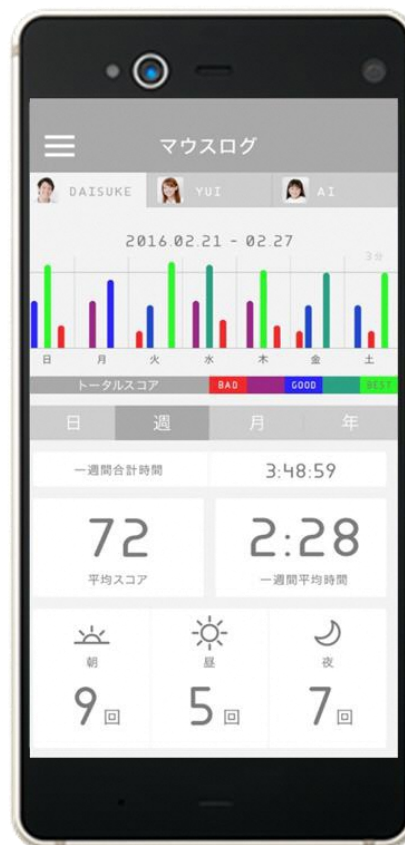 マウスログ
DAISUKE YUI AI
2016.02.21 - 02.27
3分
日 月 火 水 木 金 土
トータルスコア BAD GOOD BEST
日 週 月 年
一週間合計時間 3:48:59
72 2:28
平均スコア 一週間平均時間
朝 昼 夜
9回 5回 7回